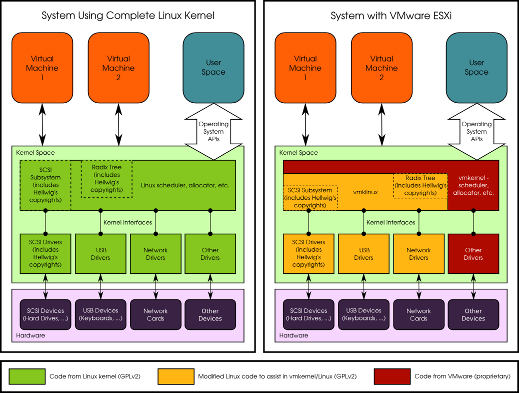 System Using Complete Linux Kernel
Virtual
Machine
1
Virtual
Machine
2
User
Space
Operating
System
APIs
Kernel Space
SCSI
Subsystem
(includes
Hellwig's
copyrights)
Radix Tree
(includes
Hellwig's
copyrights)
Linux scheduler, allocator, etc.
Kernel Interfaces
SCSI Drivers
(includes
Hellwig's
copyrights)
USB
Drivers
Network
Drivers
Other
Drivers
SCSI Devices
(Hard Drives, ...)
USB Devices
(Keyboards, ...)
Network
Cards
Other
Devices
Hardware
System with VMware ESXi
Virtual
Machine
1
Virtual
Machine
2
User
Space
Operating
System
APIs
Kernel Space
SCSI Subsystem
(includes Hellwig's
copyrights)
vmklinux
Radix Tree
(includes Hellwig's
copyrights)
vmkernel -
scheduler,
allocator, etc.
Kernel Interfaces
SCSI Drivers
(includes
Hellwig's
copyrights)
USB
Drivers
Network
Drivers
Other
Drivers
SCSI Devices
(Hard Drives, ...)
USB Devices
(Keyboards, ...)
Network
Cards
Other
Devices
Hardware
Code from Linux kernel (GPLv2)
Modified Linux code to assist in vmkernel/Linux (GPLv2)
Code from VMware (proprietary)